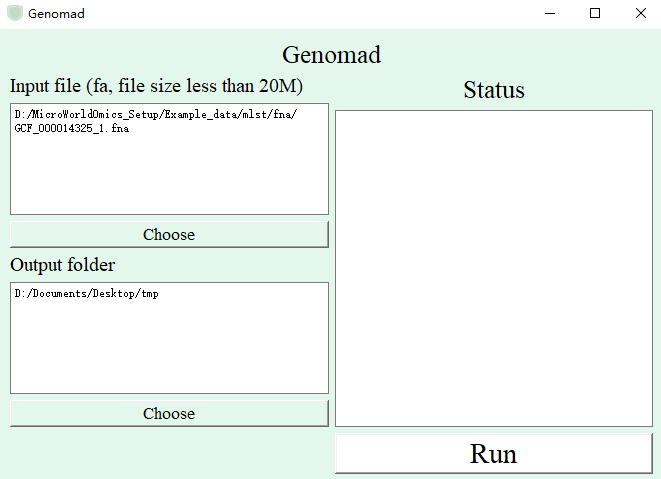 Genomad
Genomad
Input file (fa, file size less than 20M)
D:/MicroWorldOmics_Setup/Example_data/mlst/fna/
GCF_000014325_1.fna
Choose
Output folder
D:/Documents/Desktop/tmp
Choose
Status
Run